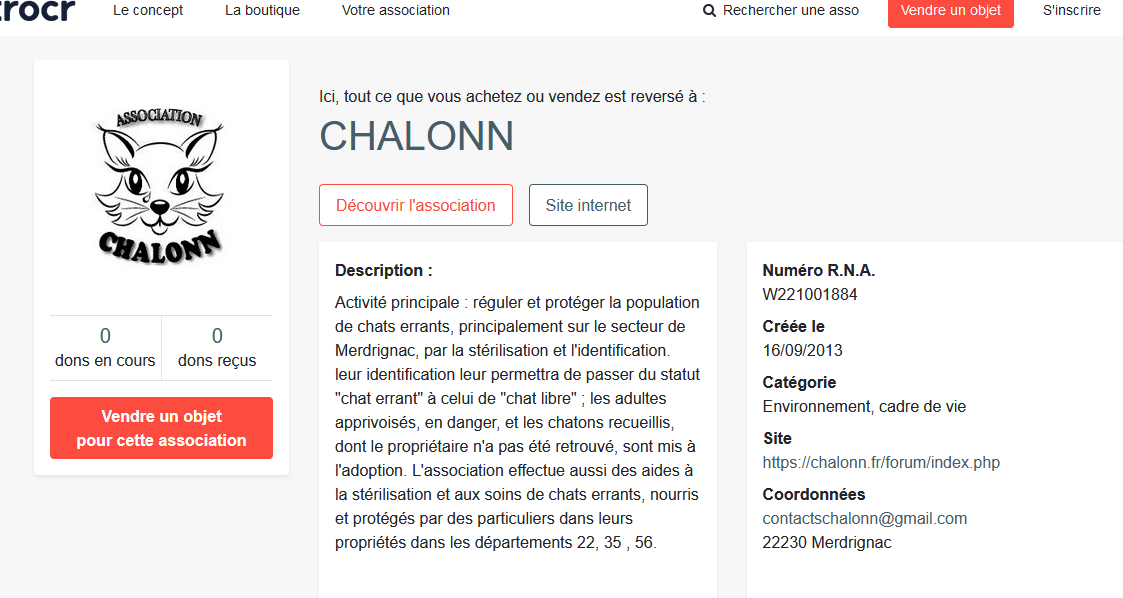 Le concept
La boutique
Votre association
Rechercher une asso
Vendre un objet
S'inscrire
ASSOCIATION
CHALONN
0
dons en cours
0
dons reçus
Vendre un objet
pour cette association
Ici, tout ce que vous achetez ou vendez est reversé à :
CHALONN
Découvrir l'association
Site internet
Description :
Activité principale : réguler et protéger la population
de chats errants, principalement sur le secteur de
Merdrignac, par la stérilisation et l'identification.
leur identification leur permettra de passer du statut
"chat errant" à celui de "chat libre" ; les adultes
apprivoisés, en danger, et les chatons recueillis,
dont le propriétaire n'a pas été retrouvé, sont mis à
l'adoption. L'association effectue aussi des aides à
la stérilisation et aux soins de chats errants, nourris
et protégés par des particuliers dans leurs
propriétés dans les départements 22, 35 , 56.
Numéro R.N.A.
W221001884
Créée le
16/09/2013
Catégorie
Environnement, cadre de vie
Site
https://chalonn.fr/forum/index.php
Coordonnées
contactschalonn@gmail.com
22230 Merdrignac